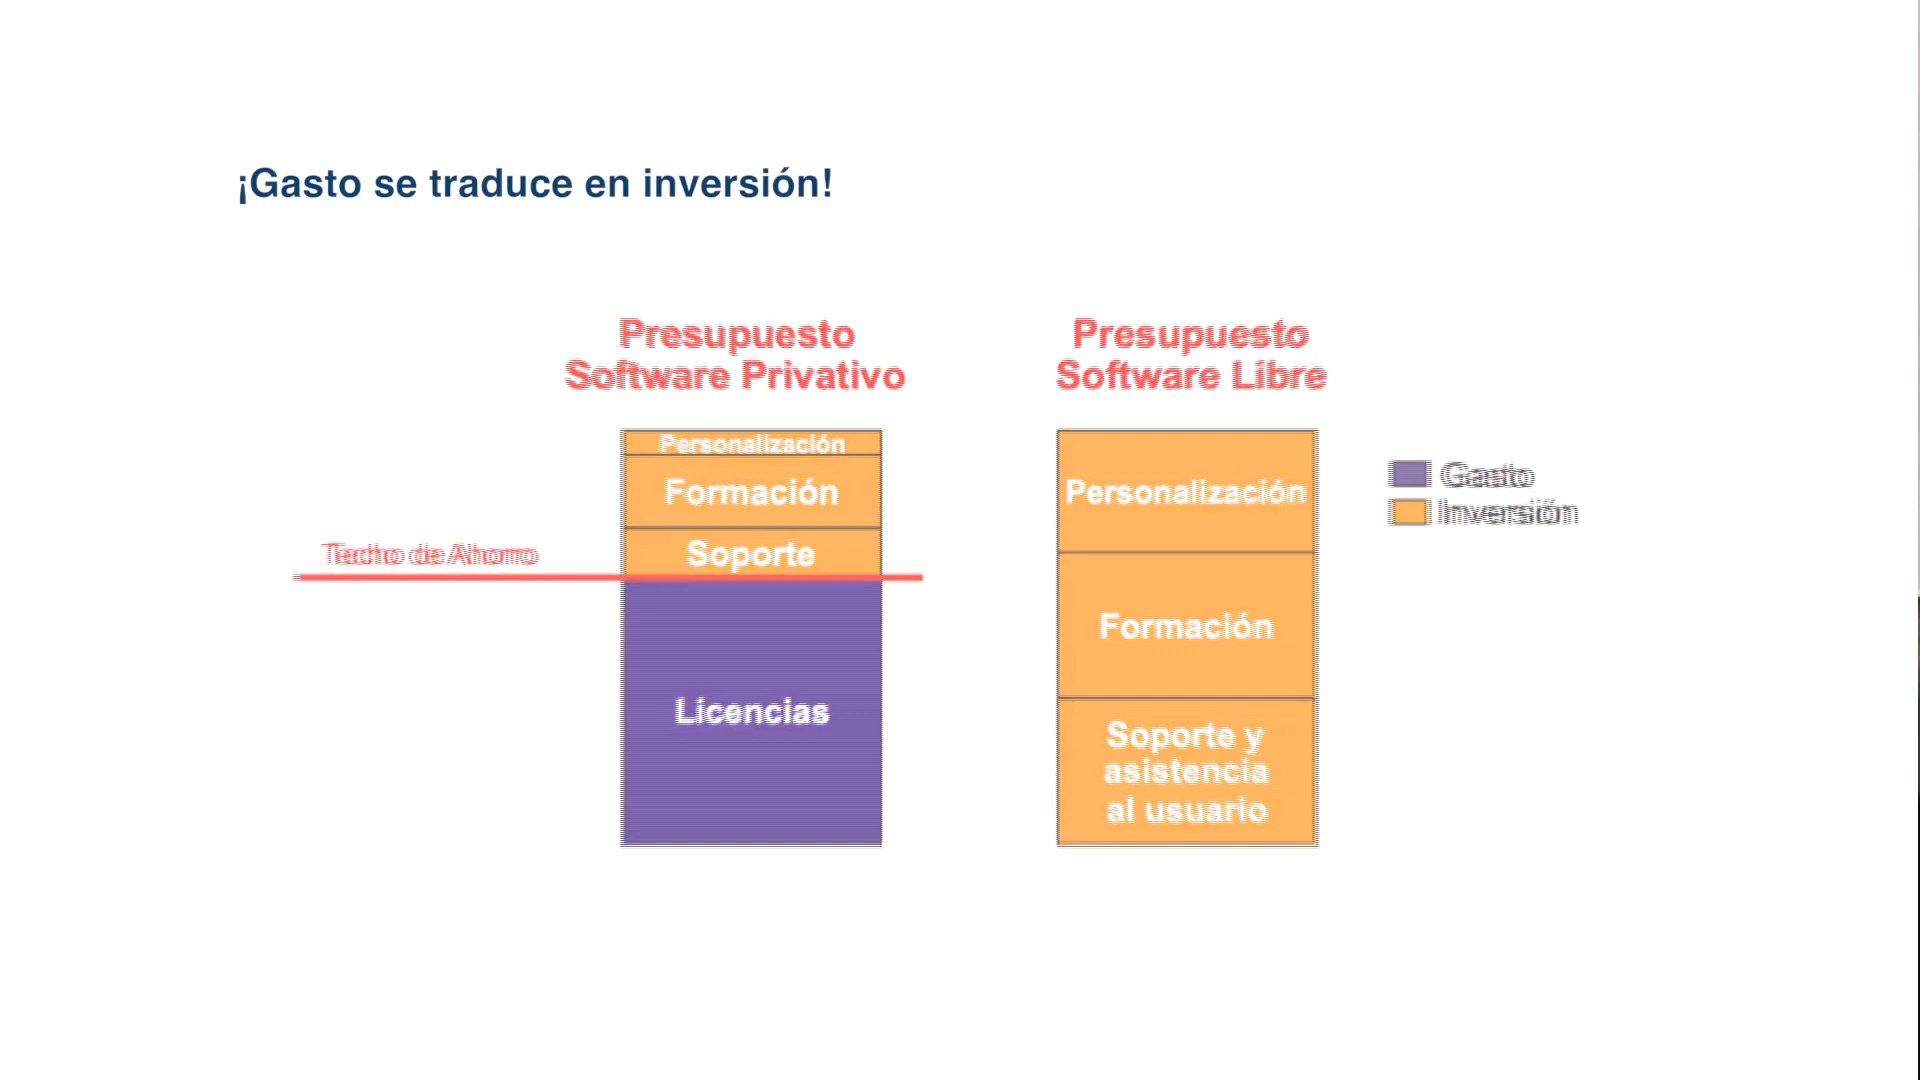 ¡Gasto se traduce en inversión!
Presupuesto
Software Privativo
Personalización
Formación
Soporte
Techo de Ahorro
Licencias
Presupuesto
Software Libre
Personalización
Formación
Soporte y
asistencia
al usuario
Gasto
Inversión